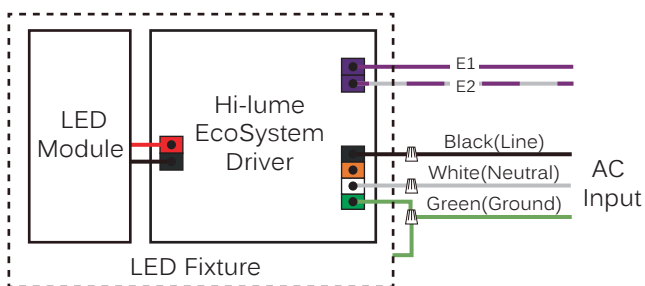 E1
E2
LED
Module
Hi-lume
EcoSystem
Driver
Black(Line)
White(Neutral)
Green(Ground)
AC
Input
LED Fixture